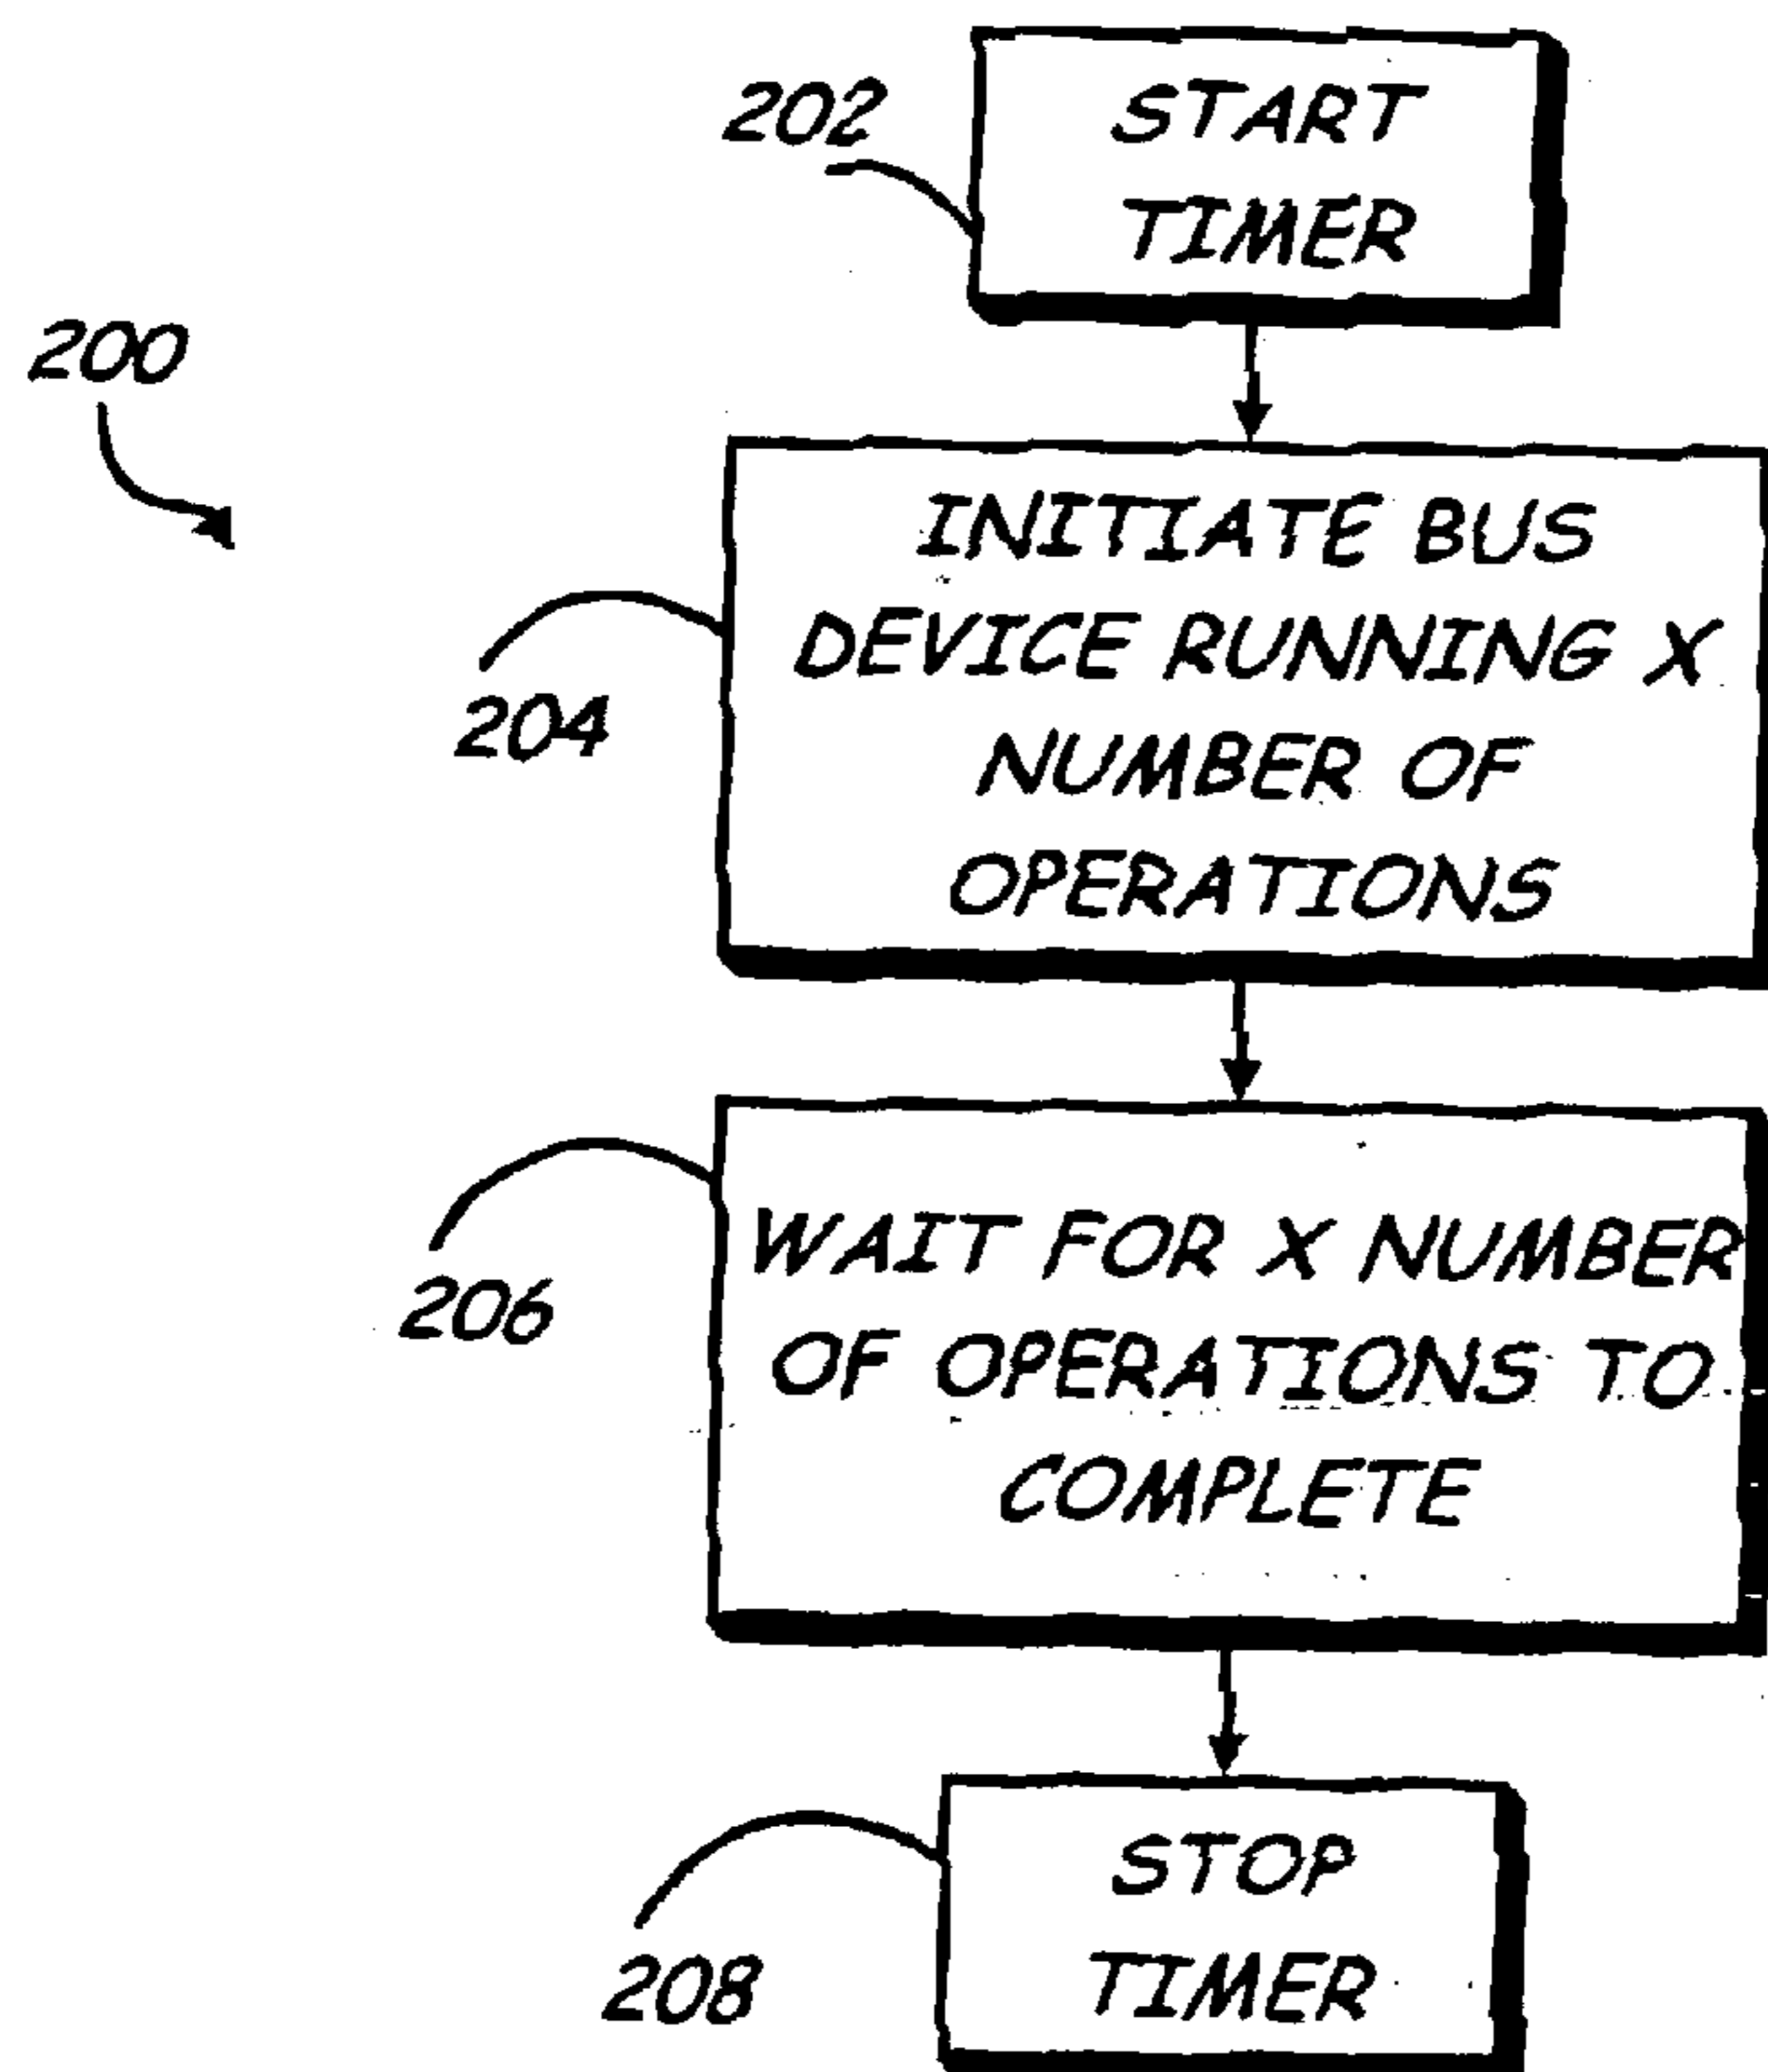 202
START
TIMER
200
INITIATE BUS
DEVICE RUNNING X
NUMBER OF
OPERATIONS
204
WAIT FOR X NUMBER
OF OPERATIONS TO
COMPLETE
206
STOP
TIMER
208